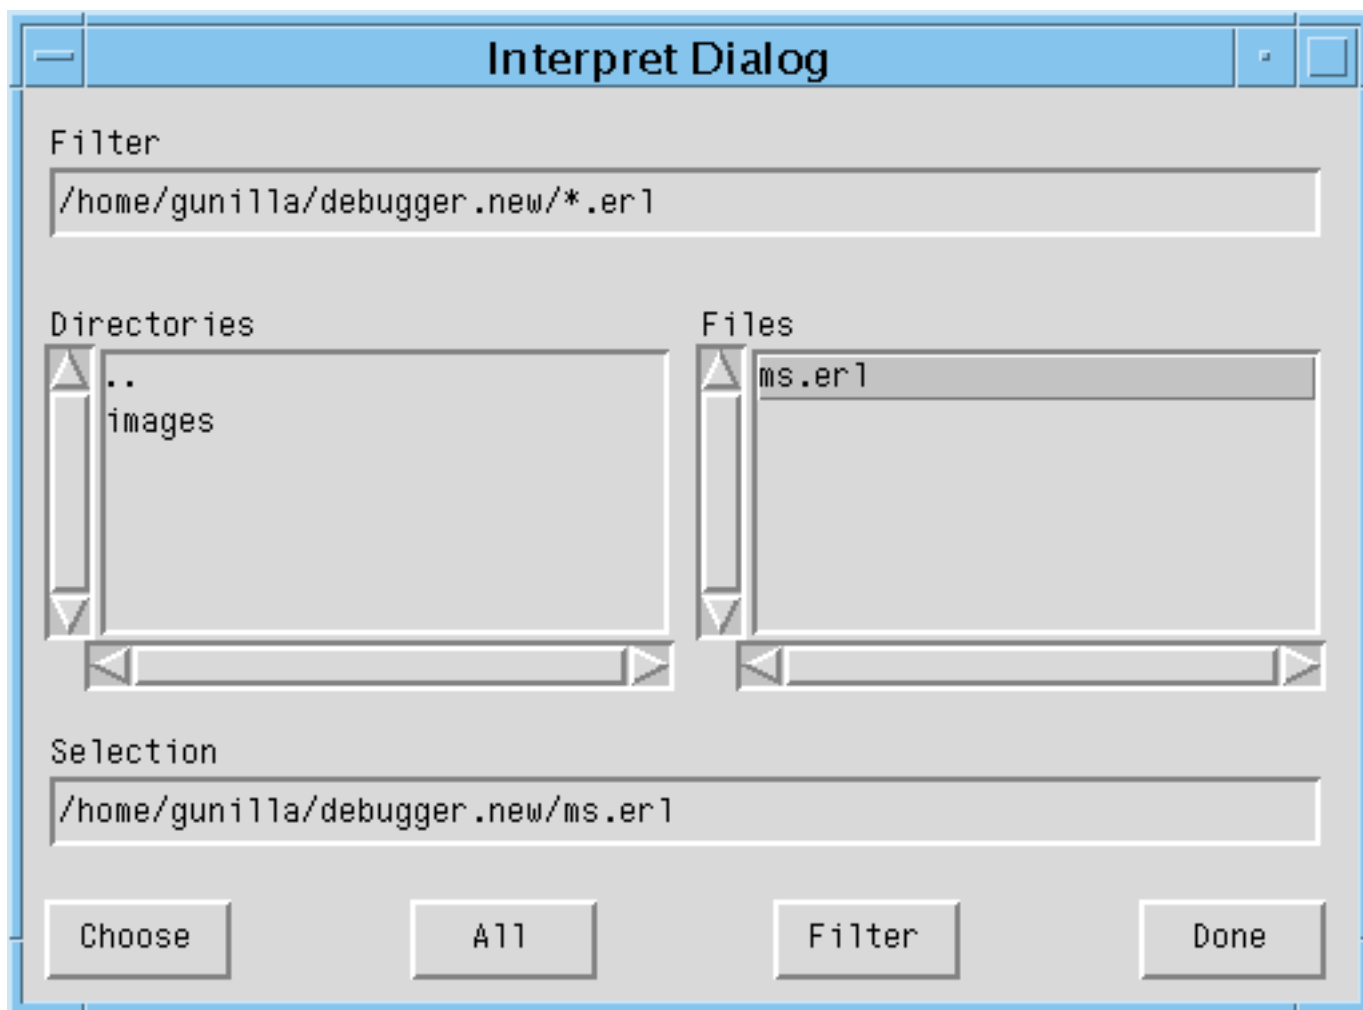 Interpret Dialog
Filter
/home/gunilla/debugger.new/*.erl
Directories
..
images
Files
ms.erl
Selection
/home/gunilla/debugger.new/ms.erl
Choose
All
Filter
Done